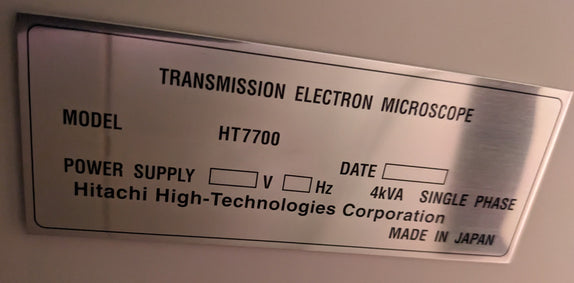 TRANSMISSION ELECTRON MICROSCOPE
MODEL HT7700
POWER SUPPLY V Hz DATE
4kVA SINGLE PHASE
Hitachi High-Technologies Corporation
MADE IN JAPAN